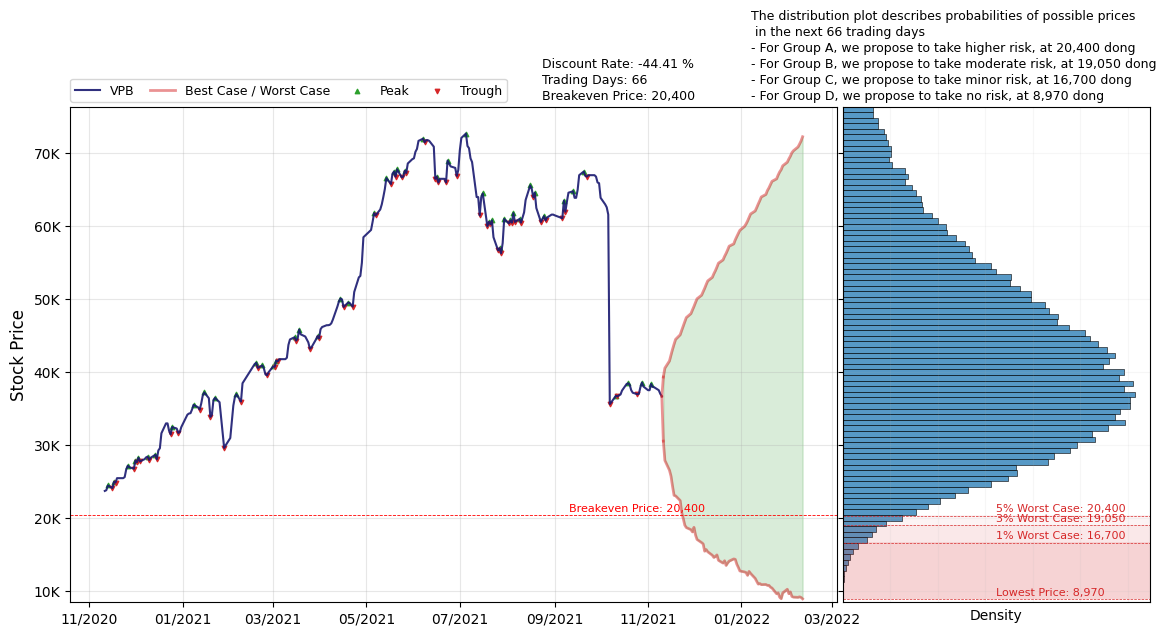 The distribution plot describes probabilities of possible prices
in the next 66 trading days
- For Group A, we propose to take higher risk, at 20,400 dong
- For Group B, we propose to take moderate risk, at 19,050 dong
- For Group C, we propose to take minor risk, at 16,700 dong
- For Group D, we propose to take no risk, at 8,970 dong
Discount Rate: -44.41 %
Trading Days: 66
Breakeven Price: 20,400
VPB
Best Case / Worst Case
Peak
Trough
Stock Price
70K
60K
50K
40K
30K
20K
10K
Breakeven Price: 20,400
11/2020
01/2021
03/2021
05/2021
07/2021
09/2021
11/2021
01/2022
03/2022
5% Worst Case: 20,400
3% Worst Case: 19,050
1% Worst Case: 16,700
Lowest Price: 8,970
Density